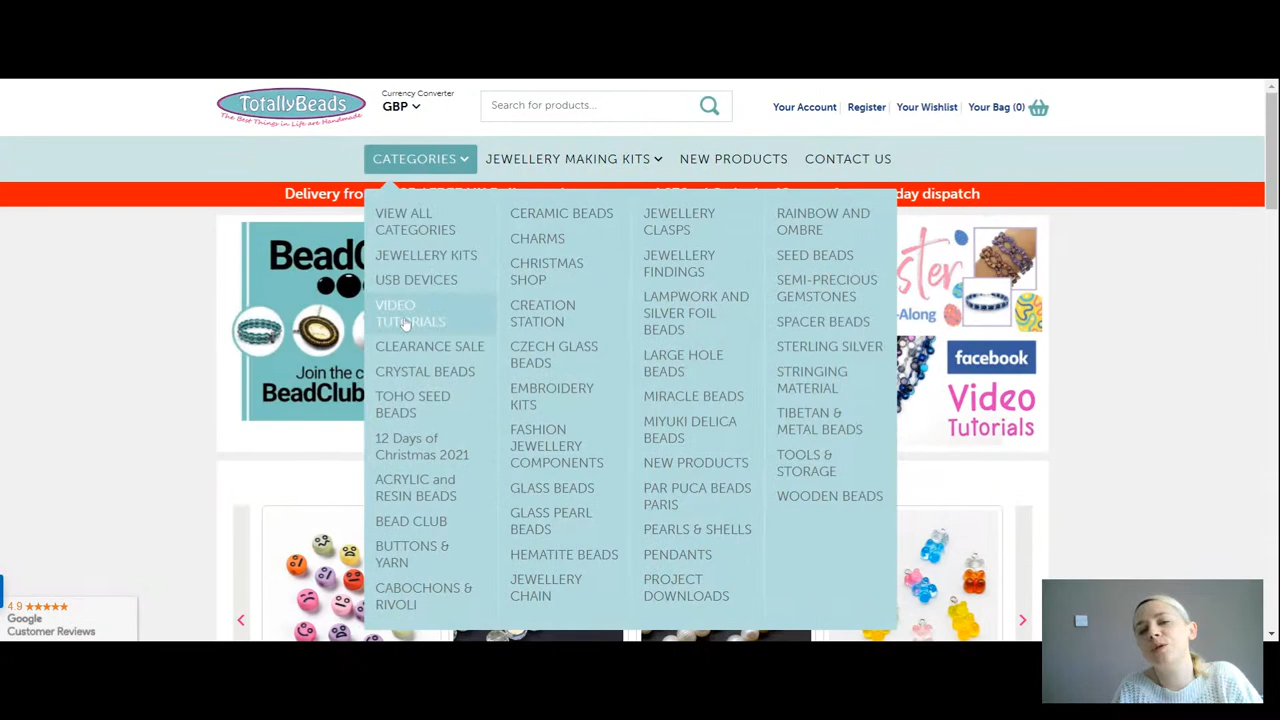 TotallyBeads
The Best Things in Life are Handmade
Currency Converter
GBP
Search for products...
Your Account
Register
Your Wishlist
Your Bag (0)
CATEGORIES
JEWELLERY MAKING KITS
NEW PRODUCTS
CONTACT US
Delivery
day dispatch
VIEW ALL
CATEGORIES
JEWELLERY KITS
USB DEVICES
VIDEO
TUTORIALS
CLEARANCE SALE
CRYSTAL BEADS
TOHO SEED
BEADS
12 Days of
Christmas 2021
ACRYLIC and
RESIN BEADS
BEAD CLUB
BUTTONS &
YARN
CABOCHONS &
RIVOLI
CERAMIC BEADS
CHARMS
CHRISTMAS
SHOP
CREATION
STATION
CZECH GLASS
BEADS
EMBROIDERY
KITS
FASHION
JEWELLERY
COMPONENTS
GLASS BEADS
GLASS PEARL
BEADS
HEMATITE BEADS
JEWELLERY
CHAIN
JEWELLERY
CLASPS
JEWELLERY
FINDINGS
LAMPWORK AND
SILVER FOIL
BEADS
LARGE HOLE
BEADS
MIRACLE BEADS
MIYUKI DELICA
BEADS
NEW PRODUCTS
PAR PUCA BEADS
PARIS
PEARLS & SHELLS
PENDANTS
PROJECT
DOWNLOADS
RAINBOW AND
OMBRE
SEED BEADS
SEMI-PRECIOUS
GEMSTONES
SPACER BEADS
STERLING SILVER
STRINGING
MATERIAL
TIBETAN &
METAL BEADS
TOOLS &
STORAGE
WOODEN BEADS
Join the
BeadClub
-Along
facebook
Video
Tutorials
4.9
Google
Customer Reviews